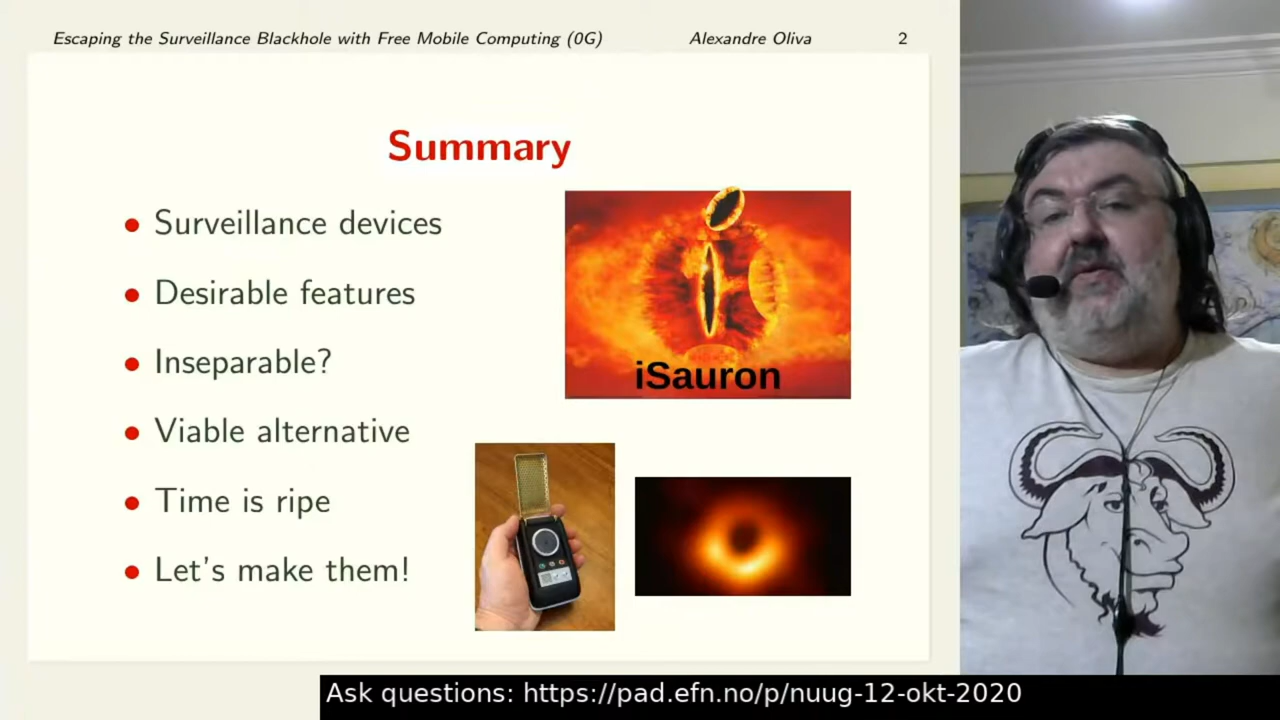 Escaping the Surveillance Blackhole with Free Mobile Computing (0G) Alexandre Oliva 2
Summary
• Surveillance devices
• Desirable features
• Inseparable?
• Viable alternative
• Time is ripe
• Let's make them!
iSauron
Ask questions: https://pad.efn.no/p/nuug-12-okt-2020